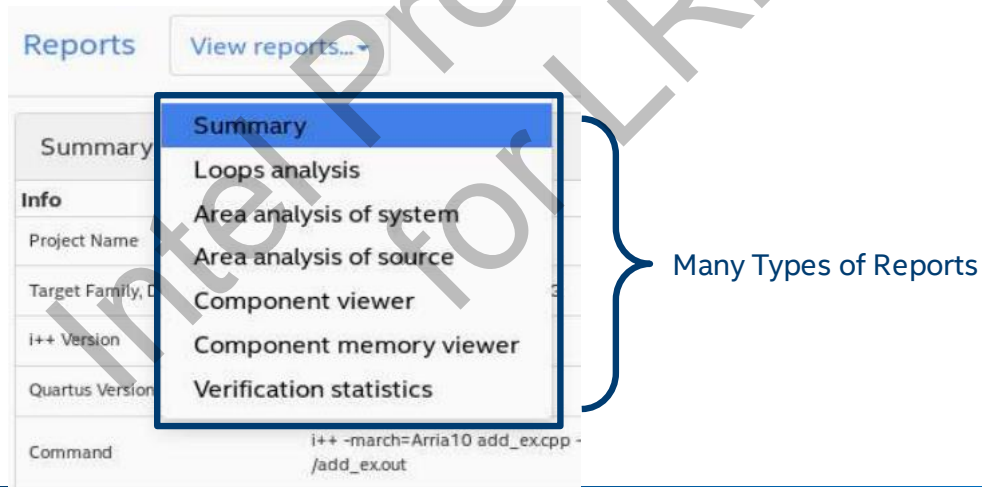 Reports
View reports...
Summary
Loops analysis
Area analysis of system
Area analysis of source
Component viewer
Component memory viewer
Verification statistics
Many Types of Reports
Summary
Info
Project Name
Target Family,
i++ Version
Quartus Version
Command
i++ -march=Arria10 add_ex.cpp -
/add_ex.out
Intel
for